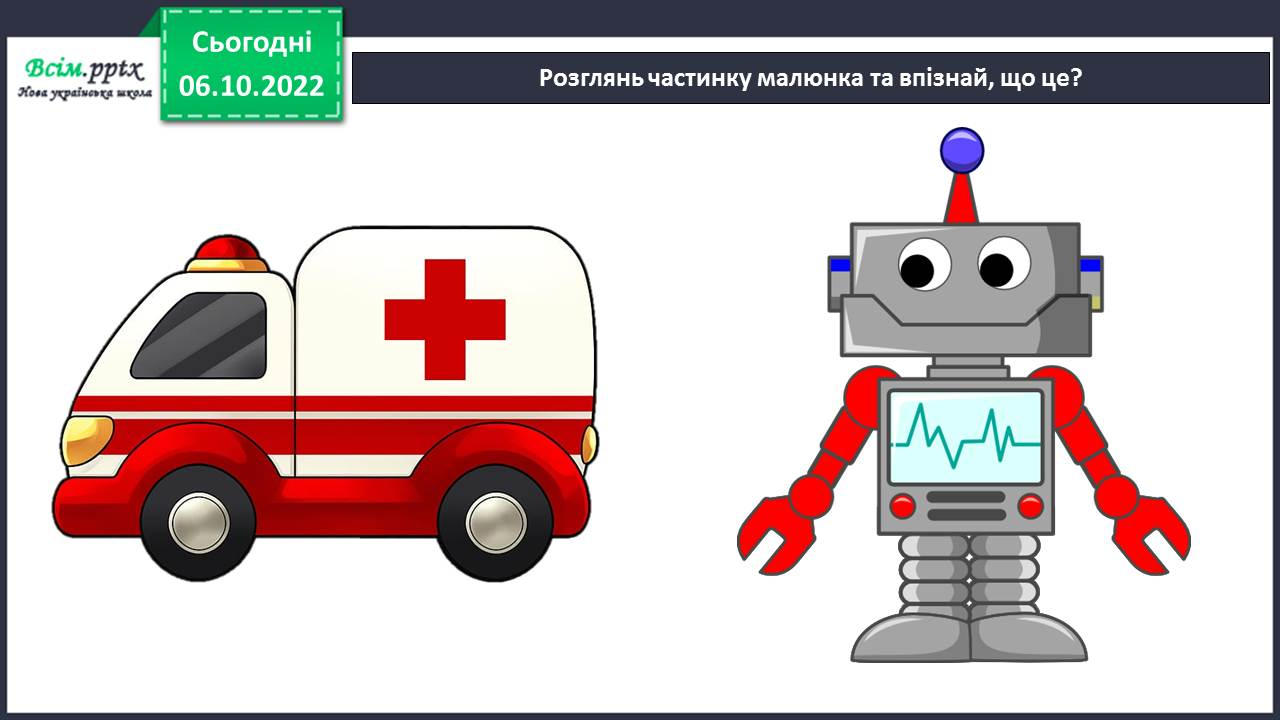 Всім.pptx
Нова українська школа
Сьогодні
06.10.2022
Розглянь частинку малюнка та впізнай, що це?